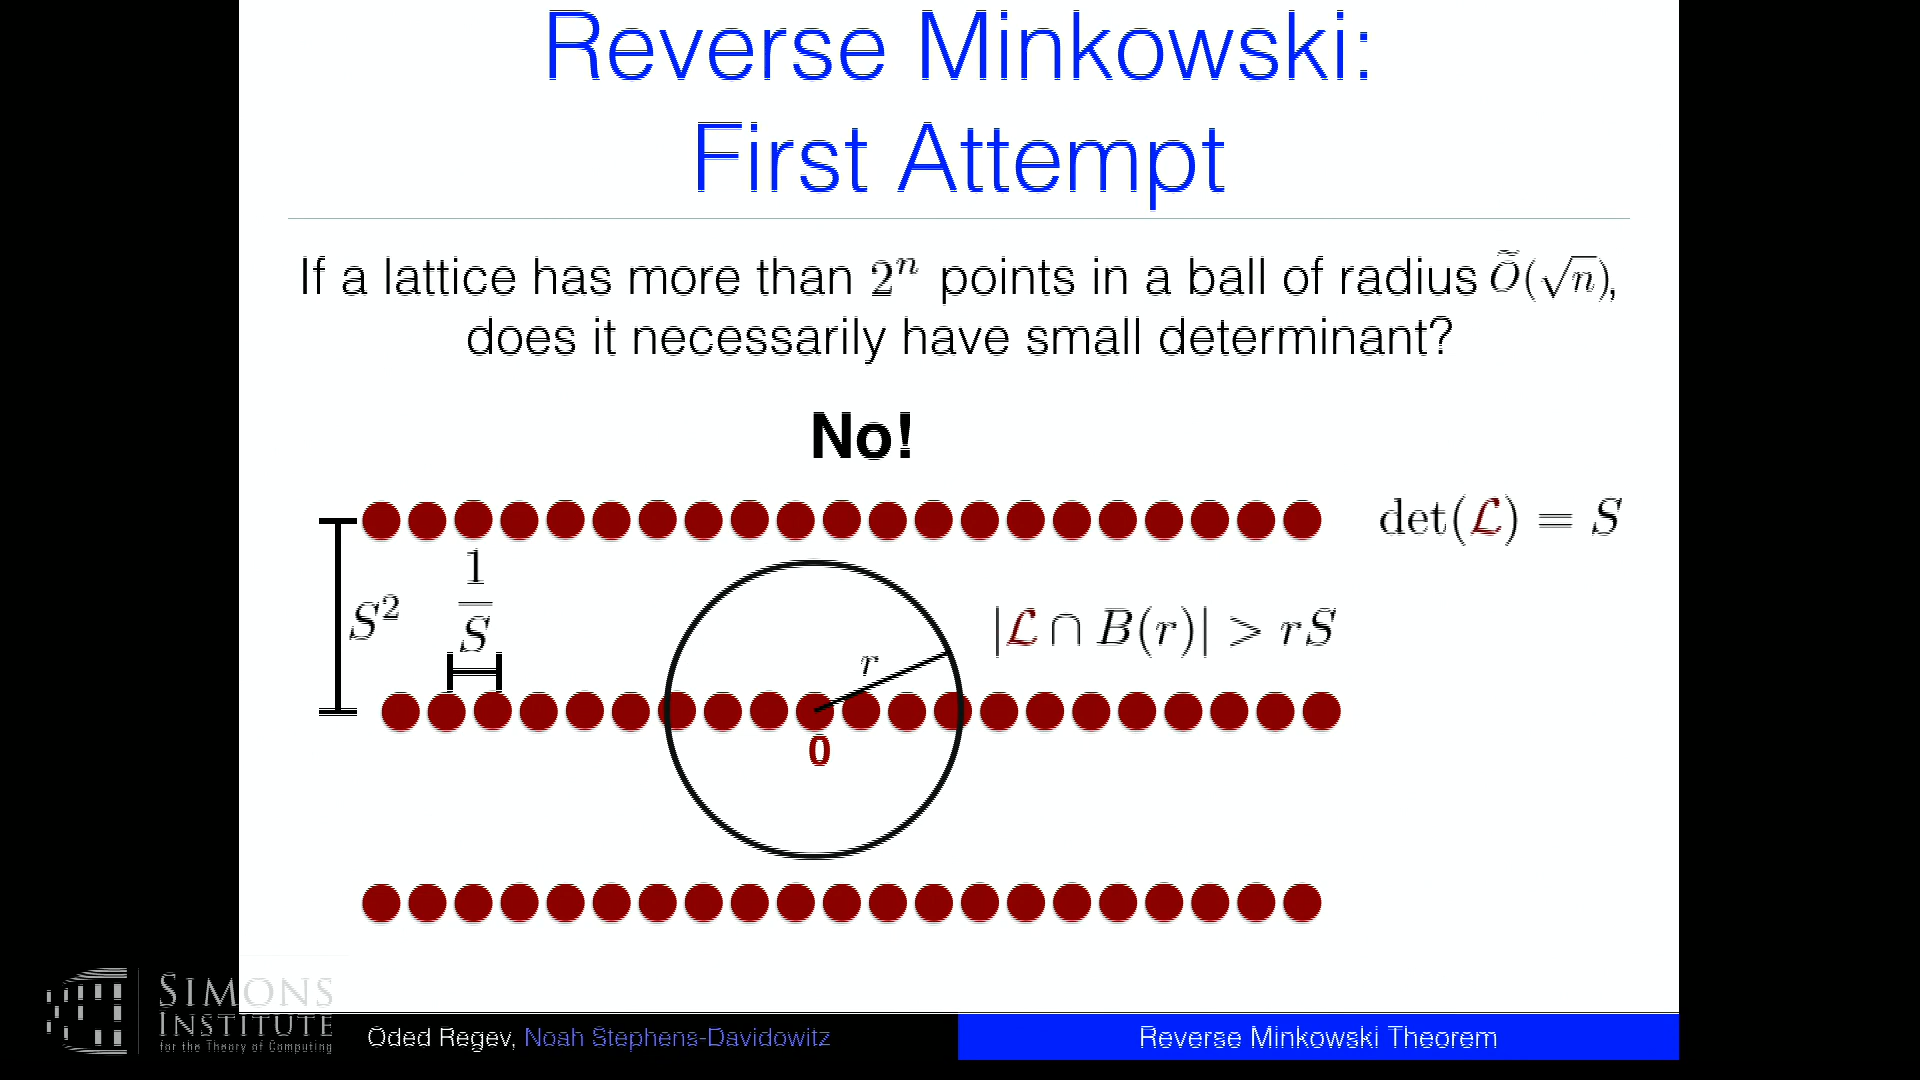 Reverse Minkowski:
First Attempt
If a lattice has more than 2ⁿ points in a ball of radius Õ(√n),
does it necessarily have small determinant?
No!
det(ℒ) = S
1
S
S²
|ℒ ∩ B(r)| > rS
r
0
SIMONS
INSTITUTE
for the Theory of Computing
Oded Regev, Noah Stephens-Davidowitz
Reverse Minkowski Theorem